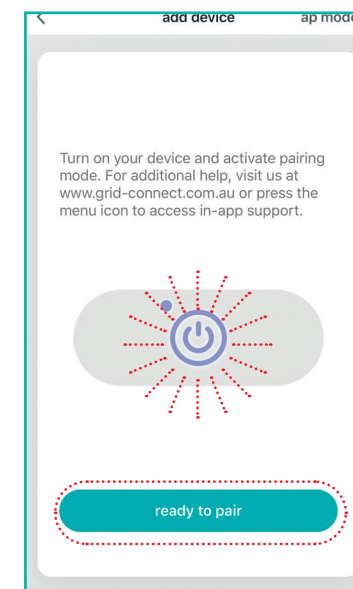 add device ap mode
Turn on your device and activate pairing
mode. For additional help, visit us at
www.grid-connect.com.au or press the
menu icon to access in-app support.
ready to pair